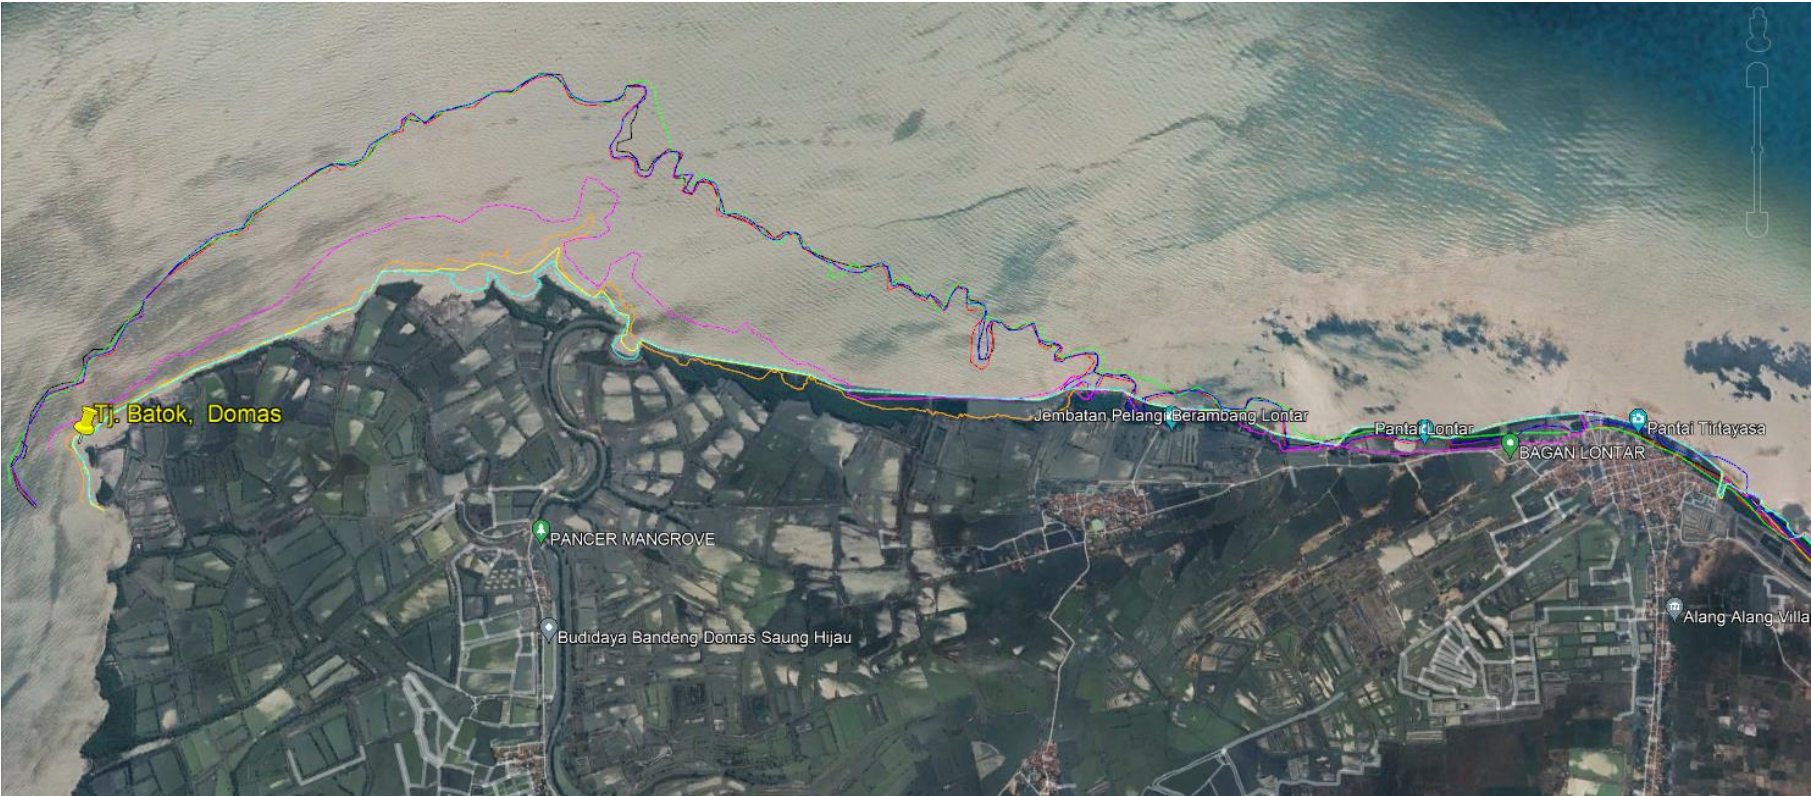 Tj. Batok, Domas
Jembatan Pelangi Berambang Lontar
Pantai Lontar
Pantai Tirtayasa
BAGAN LONTAR
PANCER MANGROVE
Alang-Alang Villa
Budidaya Bandeng Domas Saung Hijau